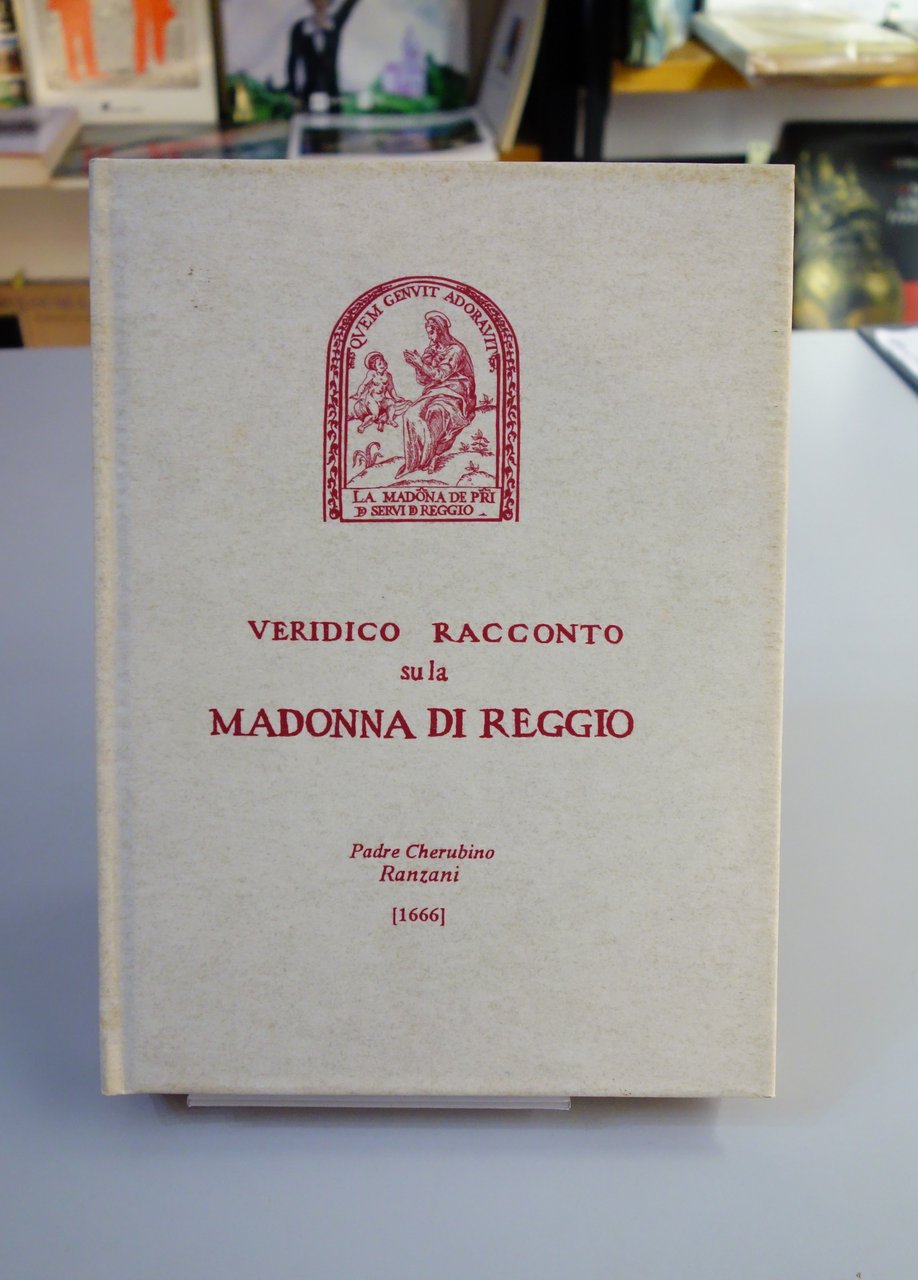 QVEM GENVIT ADORAVIT
LA MADOÑA DE PR̃I
D SERVI D REGGIO
VERIDICO RACCONTO
su la
MADONNA DI REGGIO
Padre Cherubino
Ranzani
[1666]